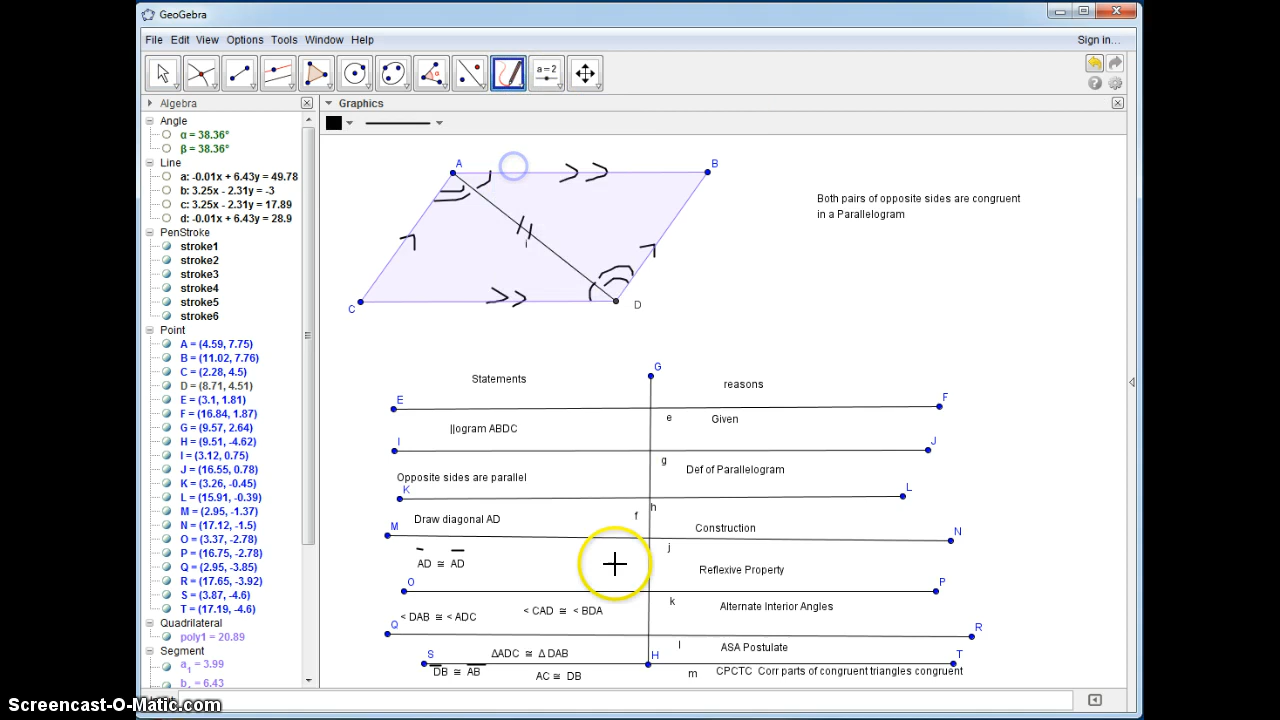 GeoGebra
File Edit View Options Tools Window Help
Sign in...
a = 2
Algebra
Graphics
Angle
α = 38.36°
β = 38.36°
Line
a: -0.01x + 6.43y = 49.78
b: 3.25x - 2.31y = -3
c: 3.25x - 2.31y = 17.89
d: -0.01x + 6.43y = 28.9
PenStroke
stroke1
stroke2
stroke3
stroke4
stroke5
stroke6
Point
A = (4.59, 7.75)
B = (11.02, 7.76)
C = (2.28, 4.5)
D = (8.71, 4.51)
E = (3.1, 1.81)
F = (16.84, 1.87)
G = (9.57, 2.64)
H = (9.51, -4.62)
I = (3.12, 0.75)
J = (16.55, 0.78)
K = (3.26, -0.45)
L = (15.91, -0.39)
M = (2.95, -1.37)
N = (17.12, -1.5)
O = (3.37, -2.78)
P = (16.75, -2.78)
Q = (2.95, -3.85)
R = (17.65, -3.92)
S = (3.87, -4.6)
T = (17.19, -4.6)
Quadrilateral
poly1 = 20.89
Segment
a₁ = 3.99
b₁ = 6.43
A
B
C
D
i
Both pairs of opposite sides are congruent
in a Parallelogram
G
Statements
reasons
E
F
e
||ogram ABDC
Given
I
J
g
Opposite sides are parallel
Def of Parallelogram
K
L
h
f
Draw diagonal AD
Construction
M
N
j
AD ≅ AD
Reflexive Property
O
P
k
< DAB ≅ < ADC
< CAD ≅ < BDA
Alternate Interior Angles
Q
R
l
ΔADC ≅ Δ DAB
ASA Postulate
S
H
T
DB ≅ AB
AC ≅ DB
m
CPCTC Corr parts of congruent triangles congruent
Screencast-O-Matic.com